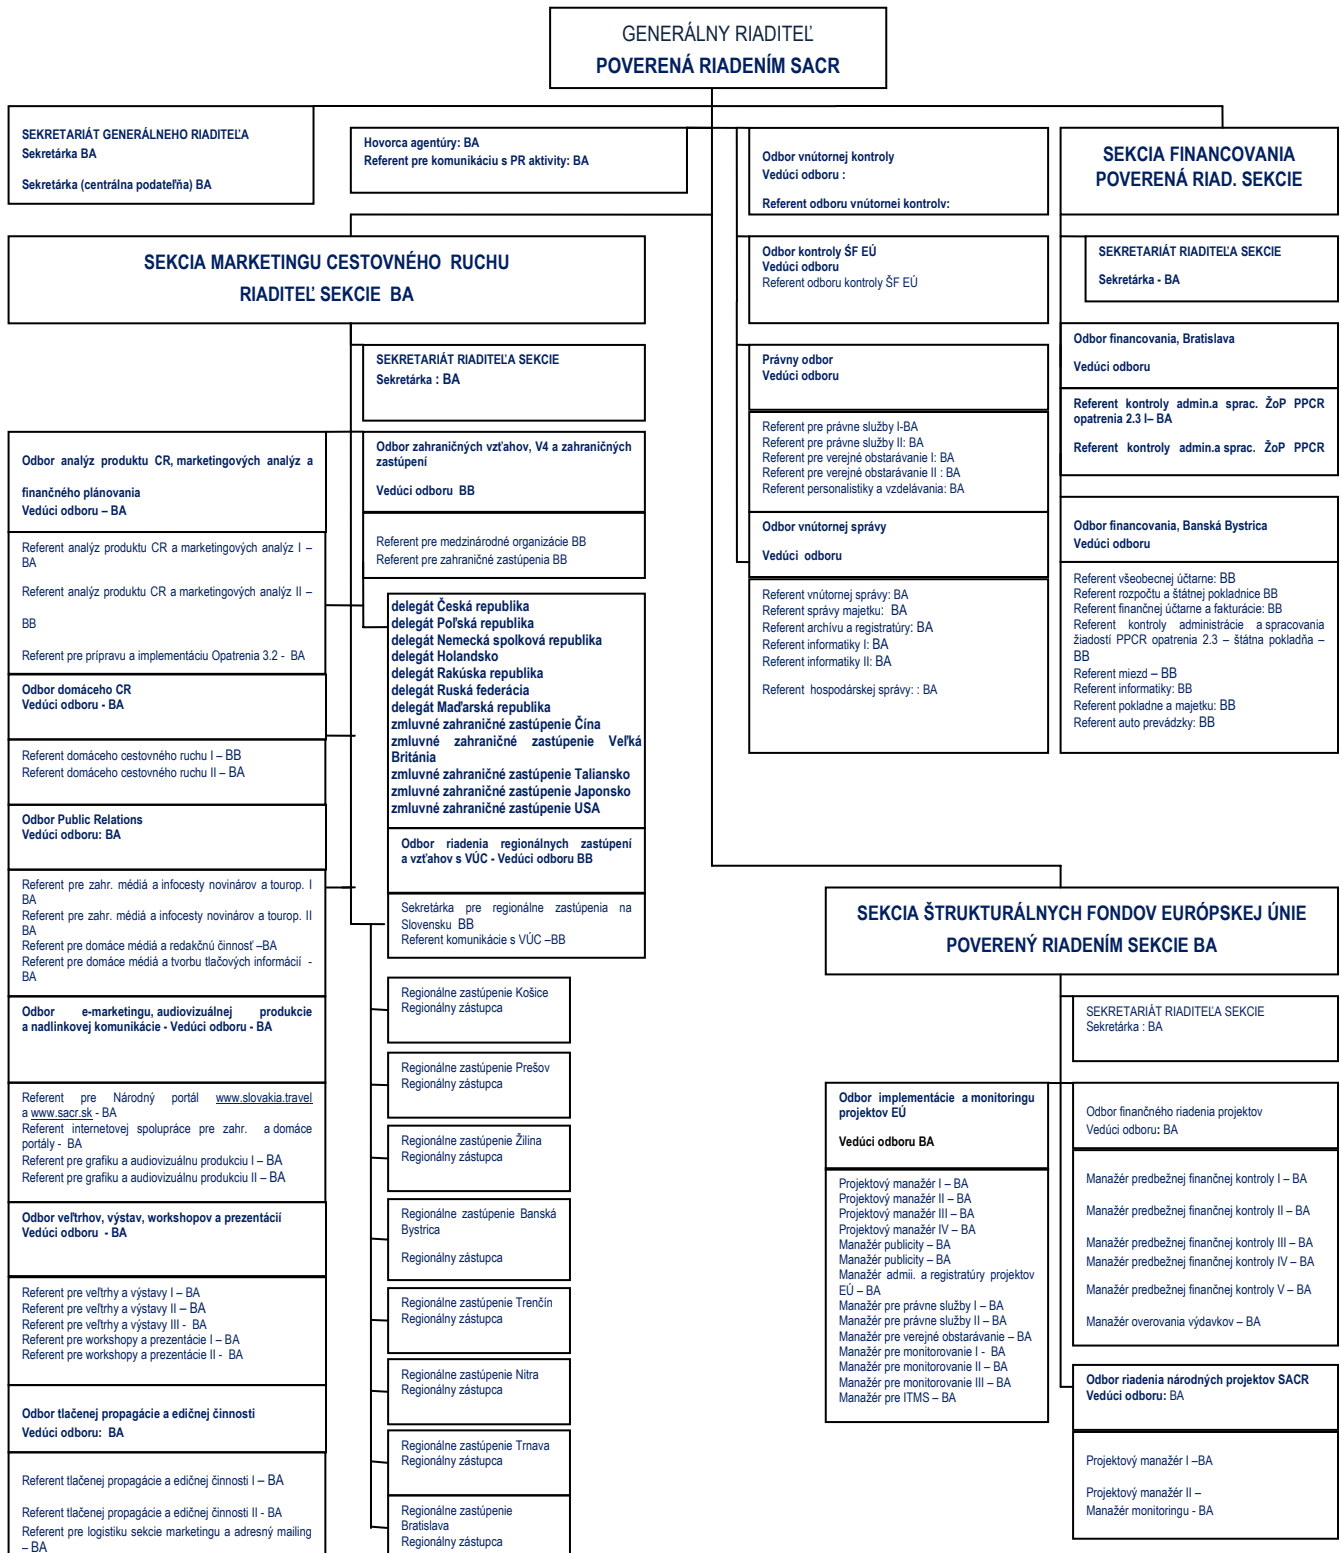 GENERÁLNY RIADITEĽ
POVERENÁ RIADENÍM SACR
SEKRETARIÁT GENERÁLNEHO RIADITEĽA
Sekretárka BA
Sekretárka (centrálna podateľňa) BA
Hovorca agentúry: BA
Referent pre komunikáciu s PR aktivity: BA
Odbor vnútornej kontroly
Vedúci odboru :
Referent odboru vnútornei kontrolv:
SEKCIA FINANCOVANIA
POVERENÁ RIAD. SEKCIE
SEKCIA MARKETINGU CESTOVNÉHO RUCHU
RIADITEĽ SEKCIE BA
Odbor kontroly ŚF EÚ
Vedúci odboru
Referent odboru kontroly ŠF EÚ
SEKRETARIÁT RIADITEĽA SEKCIE
Sekretárka - BA
SEKRETARIÁT RIADITEĽA SEKCIE
Sekretárka : BA
Právny odbor
Vedúci odboru
Odbor financovania, Bratislava
Vedúci odboru
Referent kontroly admin.a sprac. ŽoP PPCR
opatrenia 2.3 I– BA
Referent kontroly admin.a sprac. ŽoP PPCR
Referent pre právne služby I-BA
Referent pre právne služby II: BA
Referent pre verejné obstarávanie I: BA
Referent pre verejné obstarávanie II : BA
Referent personalistiky a vzdelávania: BA
Odbor analýz produktu CR, marketingových analýz a
finančného plánovania
Vedúci odboru – BA
Odbor zahraničných vzťahov, V4 a zahraničných
zastúpení
Vedúci odboru BB
Odbor vnútornej správy
Vedúci odboru
Odbor financovania, Banská Bystrica
Vedúci odboru
Referent analýz produktu CR a marketingových analýz I –
BA
Referent analýz produktu CR a marketingových analýz II –
BB
Referent pre prípravu a implementáciu Opatrenia 3.2 - BA
Referent pre medzinárodné organizácie BB
Referent pre zahraničné zastúpenia BB
Referent vnútornej správy: BA
Referent správy majetku: BA
Referent archívu a registratúry: BA
Referent informatiky I: BA
Referent informatiky II: BA
Referent hospodárskej správy: : BA
Referent všeobecnej účtarne: BB
Referent rozpočtu a štátnej pokladnice BB
Referent finančnej účtarne a fakturácie: BB
Referent kontroly administrácie a spracovania
žiadostí PPCR opatrenia 2.3 – štátna pokladňa –
BB
Referent miezd – BB
Referent informatiky: BB
Referent pokladne a majetku: BB
Referent auto prevádzky: BB
delegát Česká republika
delegát Poľská republika
delegát Nemecká spolková republika
delegát Holandsko
delegát Rakúska republika
delegát Ruská federácia
delegát Maďarská republika
zmluvné zahraničné zastúpenie Čína
zmluvné zahraničné zastúpenie Veľká
Británia
zmluvné zahraničné zastúpenie Taliansko
zmluvné zahraničné zastúpenie Japonsko
zmluvné zahraničné zastúpenie USA
Odbor domáceho CR
Vedúci odboru - BA
Referent domáceho cestovného ruchu I – BB
Referent domáceho cestovného ruchu II – BA
Odbor Public Relations
Vedúci odboru: BA
Odbor riadenia regionálnych zastúpení
a vzťahov s VÚC - Vedúci odboru BB
Referent pre zahr. médiá a infocesty novinárov a tourop. I
BA
Referent pre zahr. médiá a infocesty novinárov a tourop. II
BA
Referent pre domáce médiá a redakčnú činnosť –BA
Referent pre domáce médiá a tvorbu tlačových informácií -
BA
Sekretárka pre regionálne zastúpenia na
Slovensku BB
Referent komunikácie s VÚC –BB
SEKCIA ŠTRUKTURÁLNYCH FONDOV EURÓPSKEJ ÚNIE
POVERENÝ RIADENÍM SEKCIE BA
Odbor e-marketingu, audiovizuálnej produkcie
a nadlinkovej komunikácie - Vedúci odboru - BA
Regionálne zastúpenie Košice
Regionálny zástupca
SEKRETARIÁT RIADITEĽA SEKCIE
Sekretárka : BA
Regionálne zastúpenie Prešov
Regionálny zástupca
Referent pre Národný portál www.slovakia.travel
a www.sacr.sk - BA
Referent internetovej spolupráce pre zahr. a domáce
portály - BA
Referent pre grafiku a audiovizuálnu produkciu I – BA
Referent pre grafiku a audiovizuálnu produkciu II – BA
Odbor implementácie a monitoringu
projektov EÚ
Vedúci odboru BA
Odbor finančného riadenia projektov
Vedúci odboru: BA
Regionálne zastúpenie Žilina
Regionálny zástupca
Projektový manažér I – BA
Projektový manažér II – BA
Projektový manažér III – BA
Projektový manažér IV – BA
Manažér publicity – BA
Manažér publicity – BA
Manažér admii. a registratúry projektov
EÚ – BA
Manažér pre právne služby I – BA
Manažér pre právne služby II – BA
Manažér pre verejné obstarávanie – BA
Manažér pre monitorovanie I - BA
Manažér pre monitorovanie II – BA
Manažér pre monitorovanie III – BA
Manažér pre ITMS – BA
Manažér predbežnej finančnej kontroly I – BA
Manažér predbežnej finančnej kontroly II – BA
Manažér predbežnej finančnej kontroly III – BA
Manažér predbežnej finančnej kontroly IV – BA
Manažér predbežnej finančnej kontroly V – BA
Manažér overovania výdavkov – BA
Odbor veľtrhov, výstav, workshopov a prezentácií
Vedúci odboru - BA
Regionálne zastúpenie Banská
Bystrica
Regionálny zástupca
Referent pre veľtrhy a výstavy I – BA
Referent pre veľtrhy a výstavy II – BA
Referent pre veľtrhy a výstavy III - BA
Referent pre workshopy a prezentácie I – BA
Referent pre workshopy a prezentácie II - BA
Regionálne zastúpenie Trenčín
Regionálny zástupca
Regionálne zastúpenie Nitra
Regionálny zástupca
Odbor riadenia národných projektov SACR
Vedúci odboru: BA
Odbor tlačenej propagácie a edičnej činnosti
Vedúci odboru: BA
Regionálne zastúpenie Trnava
Regionálny zástupca
Projektový manažér I –BA
Projektový manažér II –
Manažér monitoringu - BA
Referent tlačenej propagácie a edičnej činnosti I – BA
Referent tlačenej propagácie a edičnej činnosti II - BA
Referent pre logistiku sekcie marketingu a adresný mailing
– BA
Regionálne zastúpenie
Bratislava
Regionálny zástupca